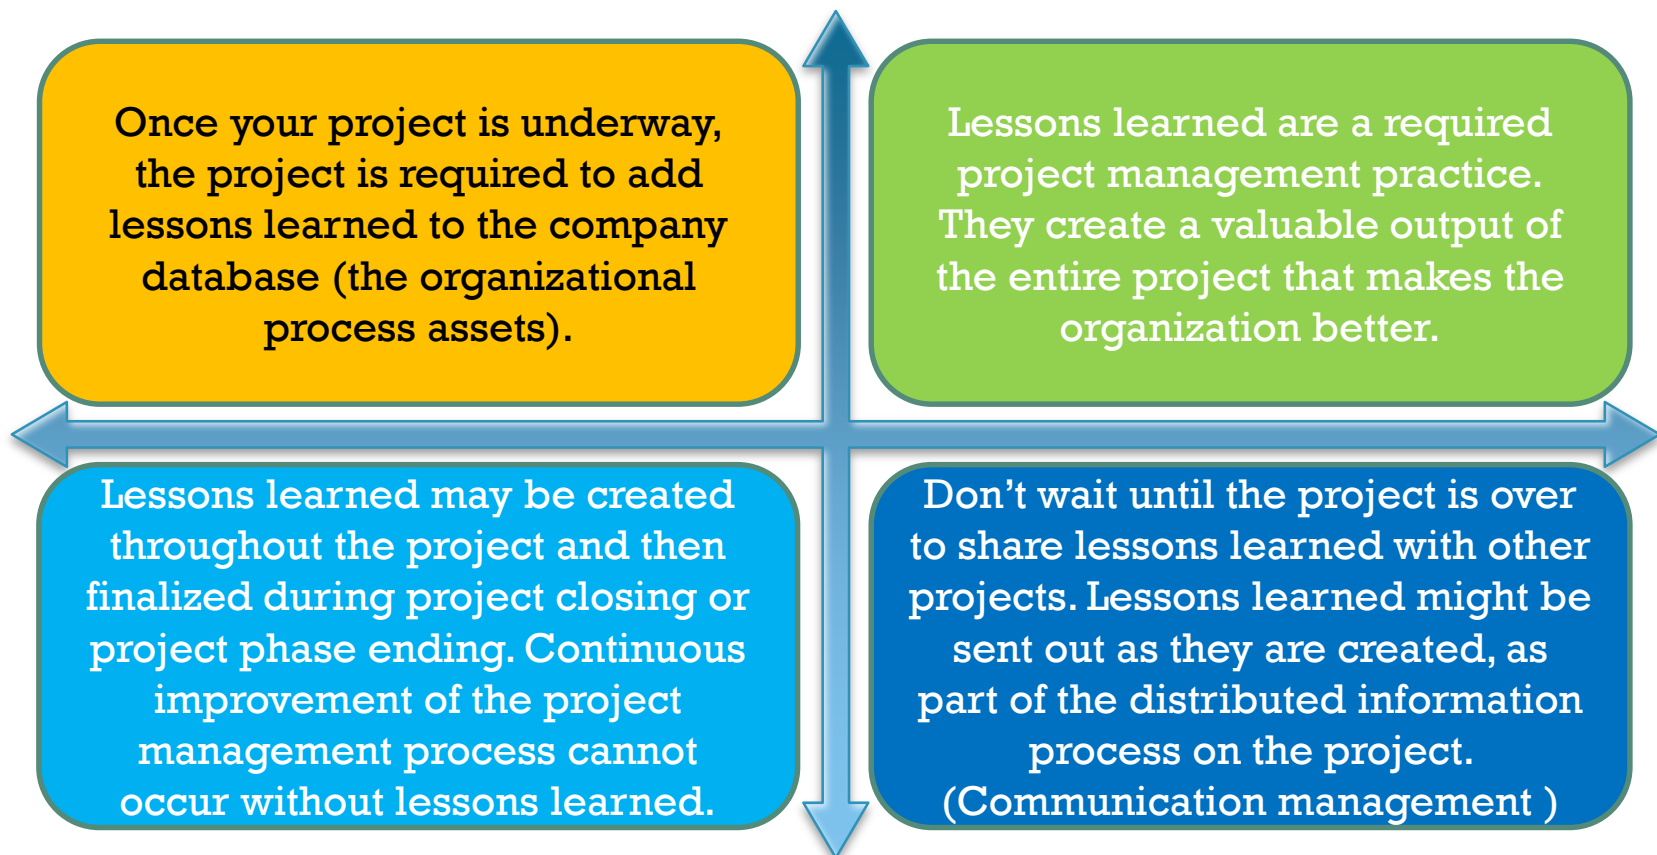 Once your project is underway,
the project is required to add
lessons learned to the company
database (the organizational
process assets).
Lessons learned are a required
project management practice.
They create a valuable output of
the entire project that makes the
organization better.
Lessons learned may be created
throughout the project and then
finalized during project closing or
project phase ending. Continuous
improvement of the project
management process cannot
occur without lessons learned.
Don’t wait until the project is over
to share lessons learned with other
projects. Lessons learned might be
sent out as they are created, as
part of the distributed information
process on the project.
(Communication management )